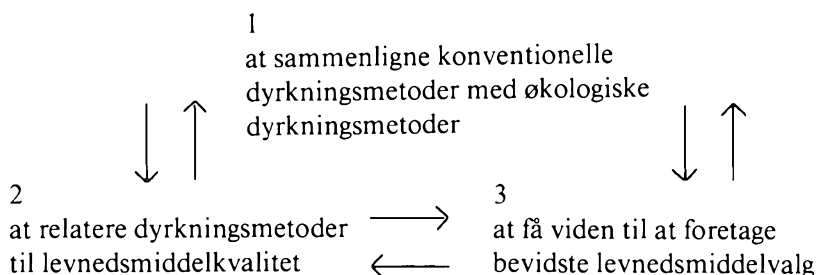 1
at sammenligne konventionelle
dyrkningsmetoder med økologiske
dyrkningsmetoder
2
at relatere dyrkningsmetoder
til levnedsmiddelkvalitet
3
at få viden til at foretage
bevidste levnedsmiddelvalg